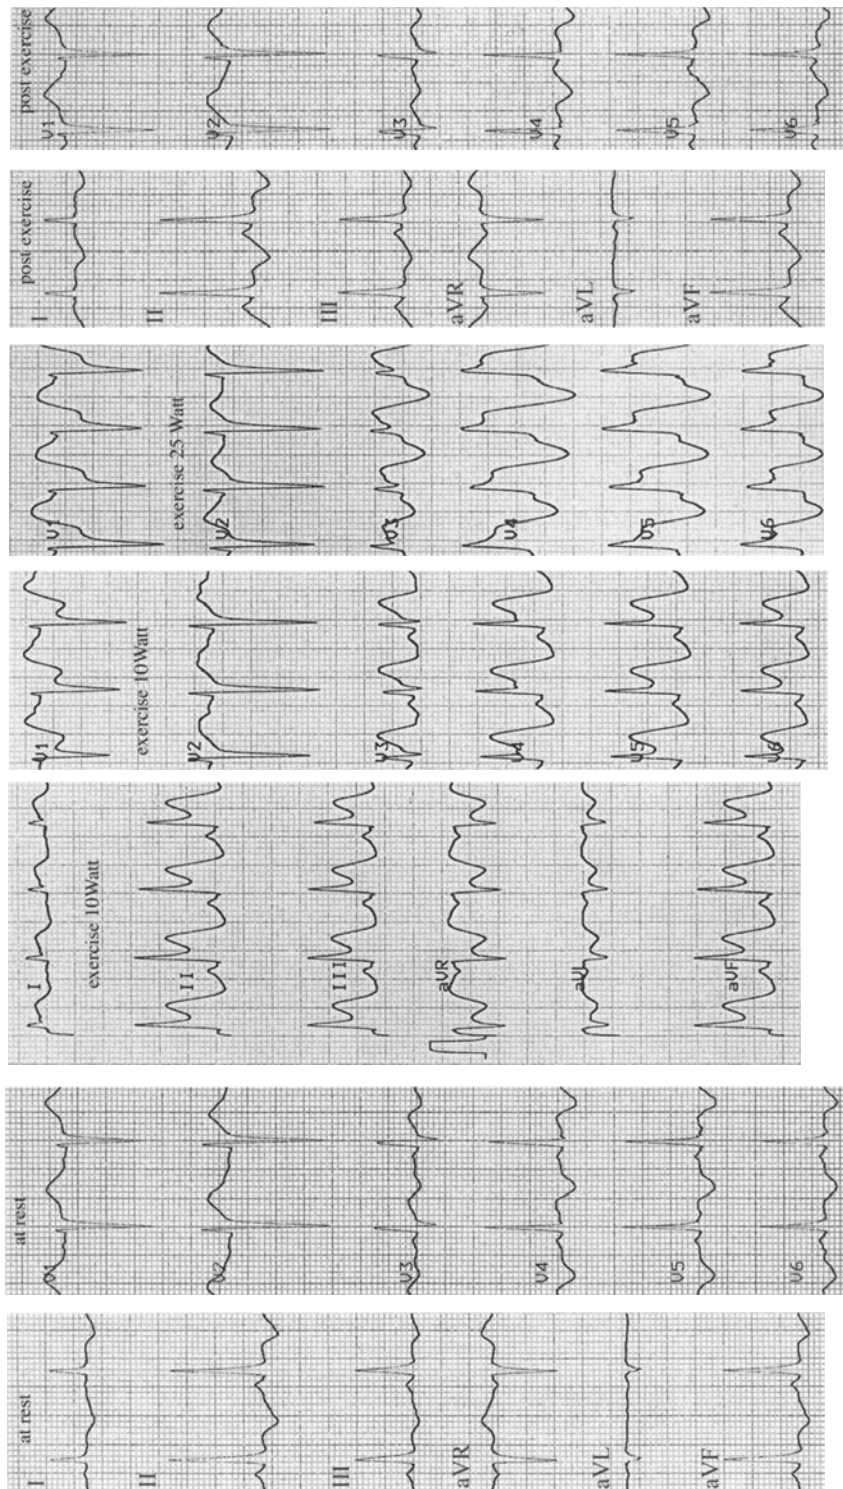 at rest
I
II
III
aVR
aVL
aVF
at rest
V1
V2
V3
V4
V5
V6
I
exercise 10Watt
II
III
aVR
aVL
aVF
V1
exercise 10Watt
V2
V3
V4
V5
V6
V1
exercise 25 Watt
V2
V3
V4
V5
V6
post exercise
I
II
III
aVR
aVL
aVF
post exercise
V1
V2
V3
V4
V5
V6